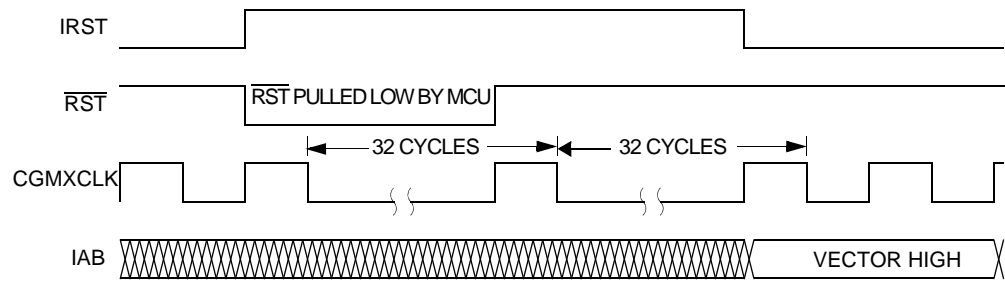 IRST
RST
RST PULLED LOW BY MCU
32 CYCLES
32 CYCLES
CGMXCLK
IAB
VECTOR HIGH